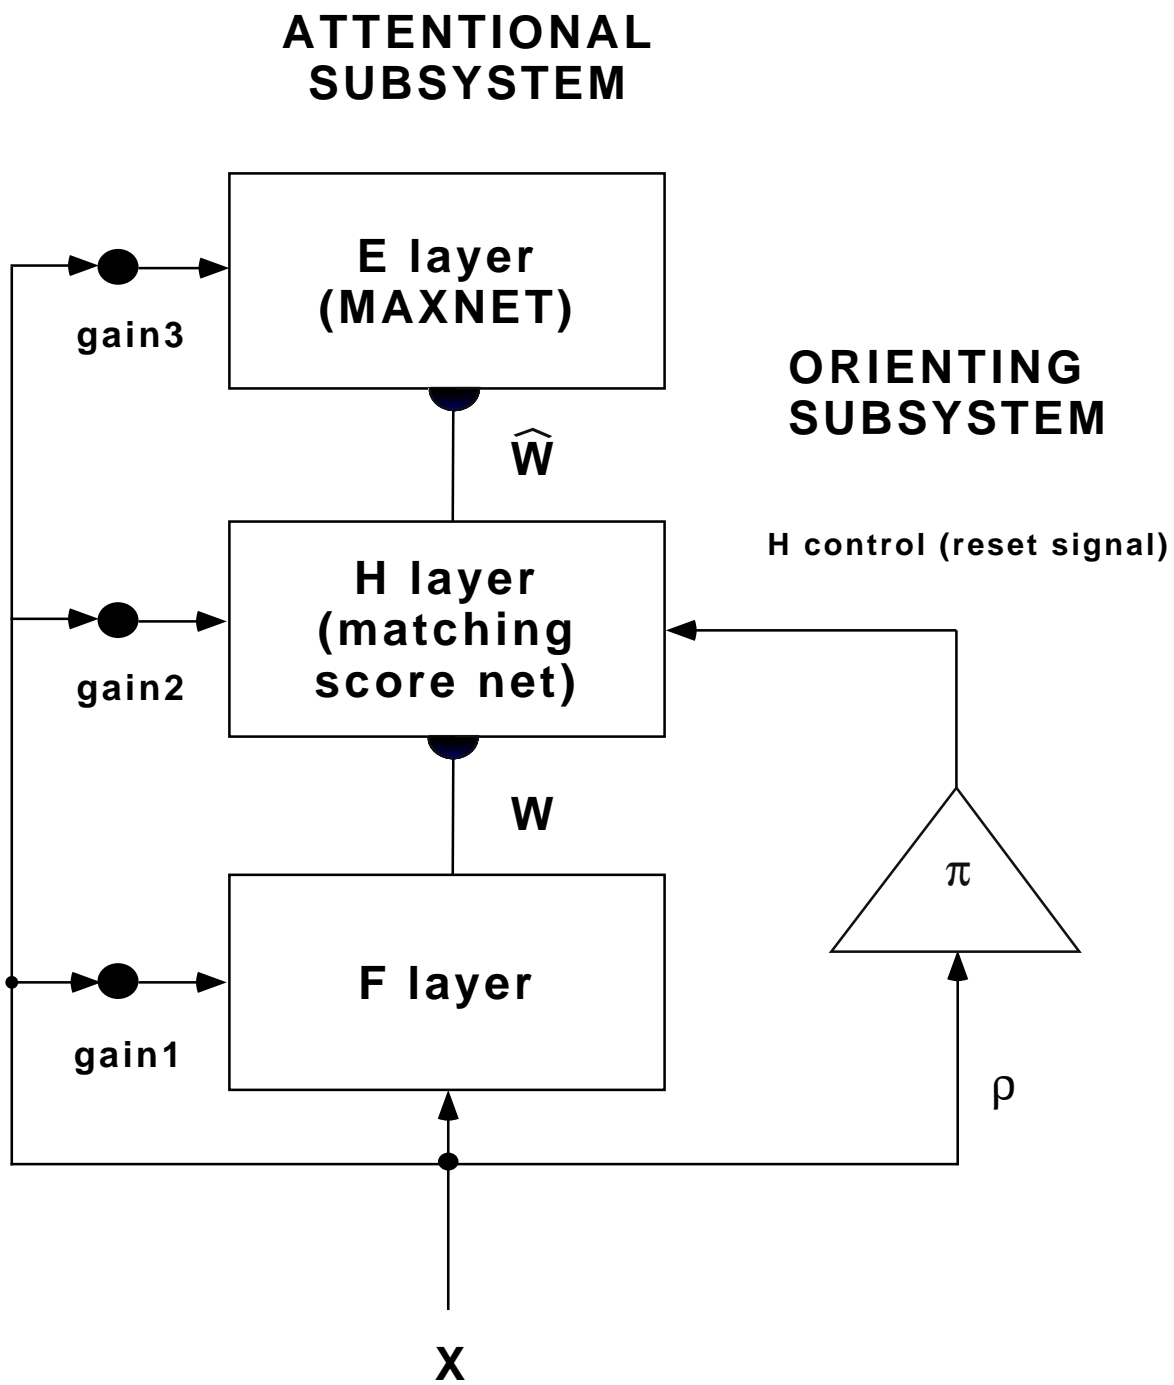 ATTENTIONAL
SUBSYSTEM
E layer
(MAXNET)
gain3
ORIENTING
SUBSYSTEM
Ŵ
H control (reset signal)
H layer
(matching
score net)
gain2
W
π
F layer
gain1
ρ
X